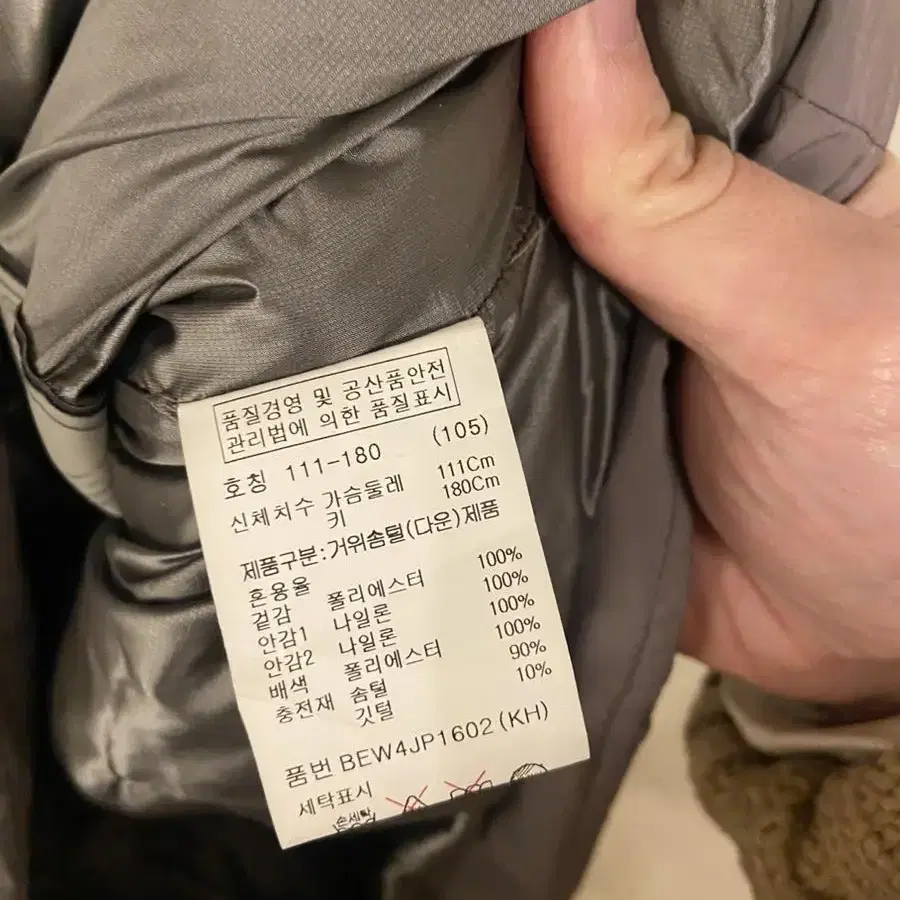 품질경영 및 공산품안전
관리법에 의한 품질표시
호칭 111-180 (105)
신체치수 가슴둘레 111Cm
키 180Cm
제품구분:거위솜털(다운)제품
혼용율
겉감 폴리에스터 100%
안감1 나일론 100%
안감2 나일론 100%
배색 폴리에스터 100%
충전재 솜털 90%
깃털 10%
품번 BEW4JP1602(KH)
세탁표시
손세탁